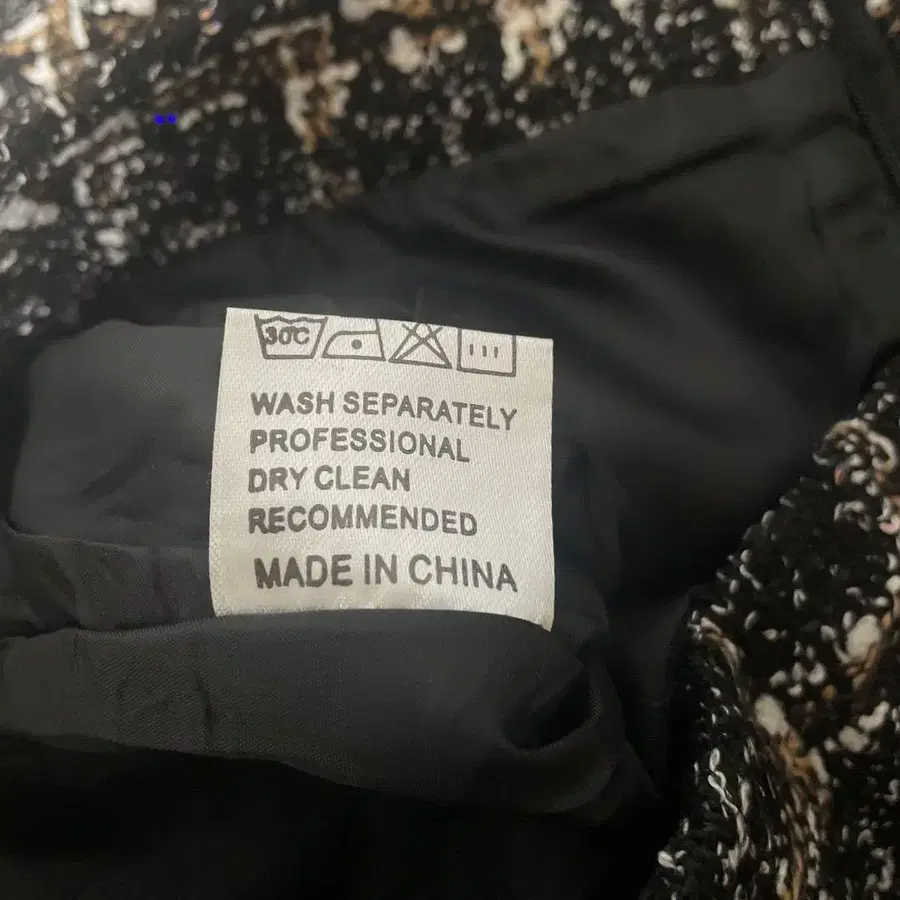 30°C
WASH SEPARATELY
PROFESSIONAL
DRY CLEAN
RECOMMENDED
MADE IN CHINA